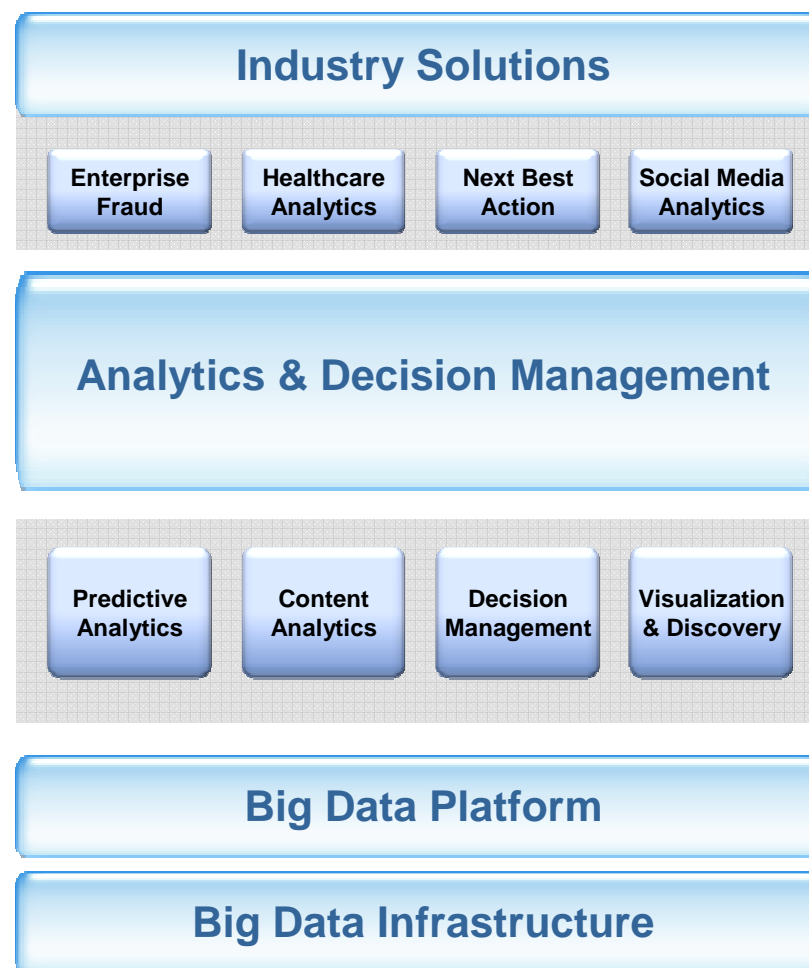 Industry Solutions
Enterprise
Fraud
Healthcare
Analytics
Next Best
Action
Social Media
Analytics
Analytics & Decision Management
Predictive
Analytics
Content
Analytics
Decision
Management
Visualization
& Discovery
Big Data Platform
Big Data Infrastructure